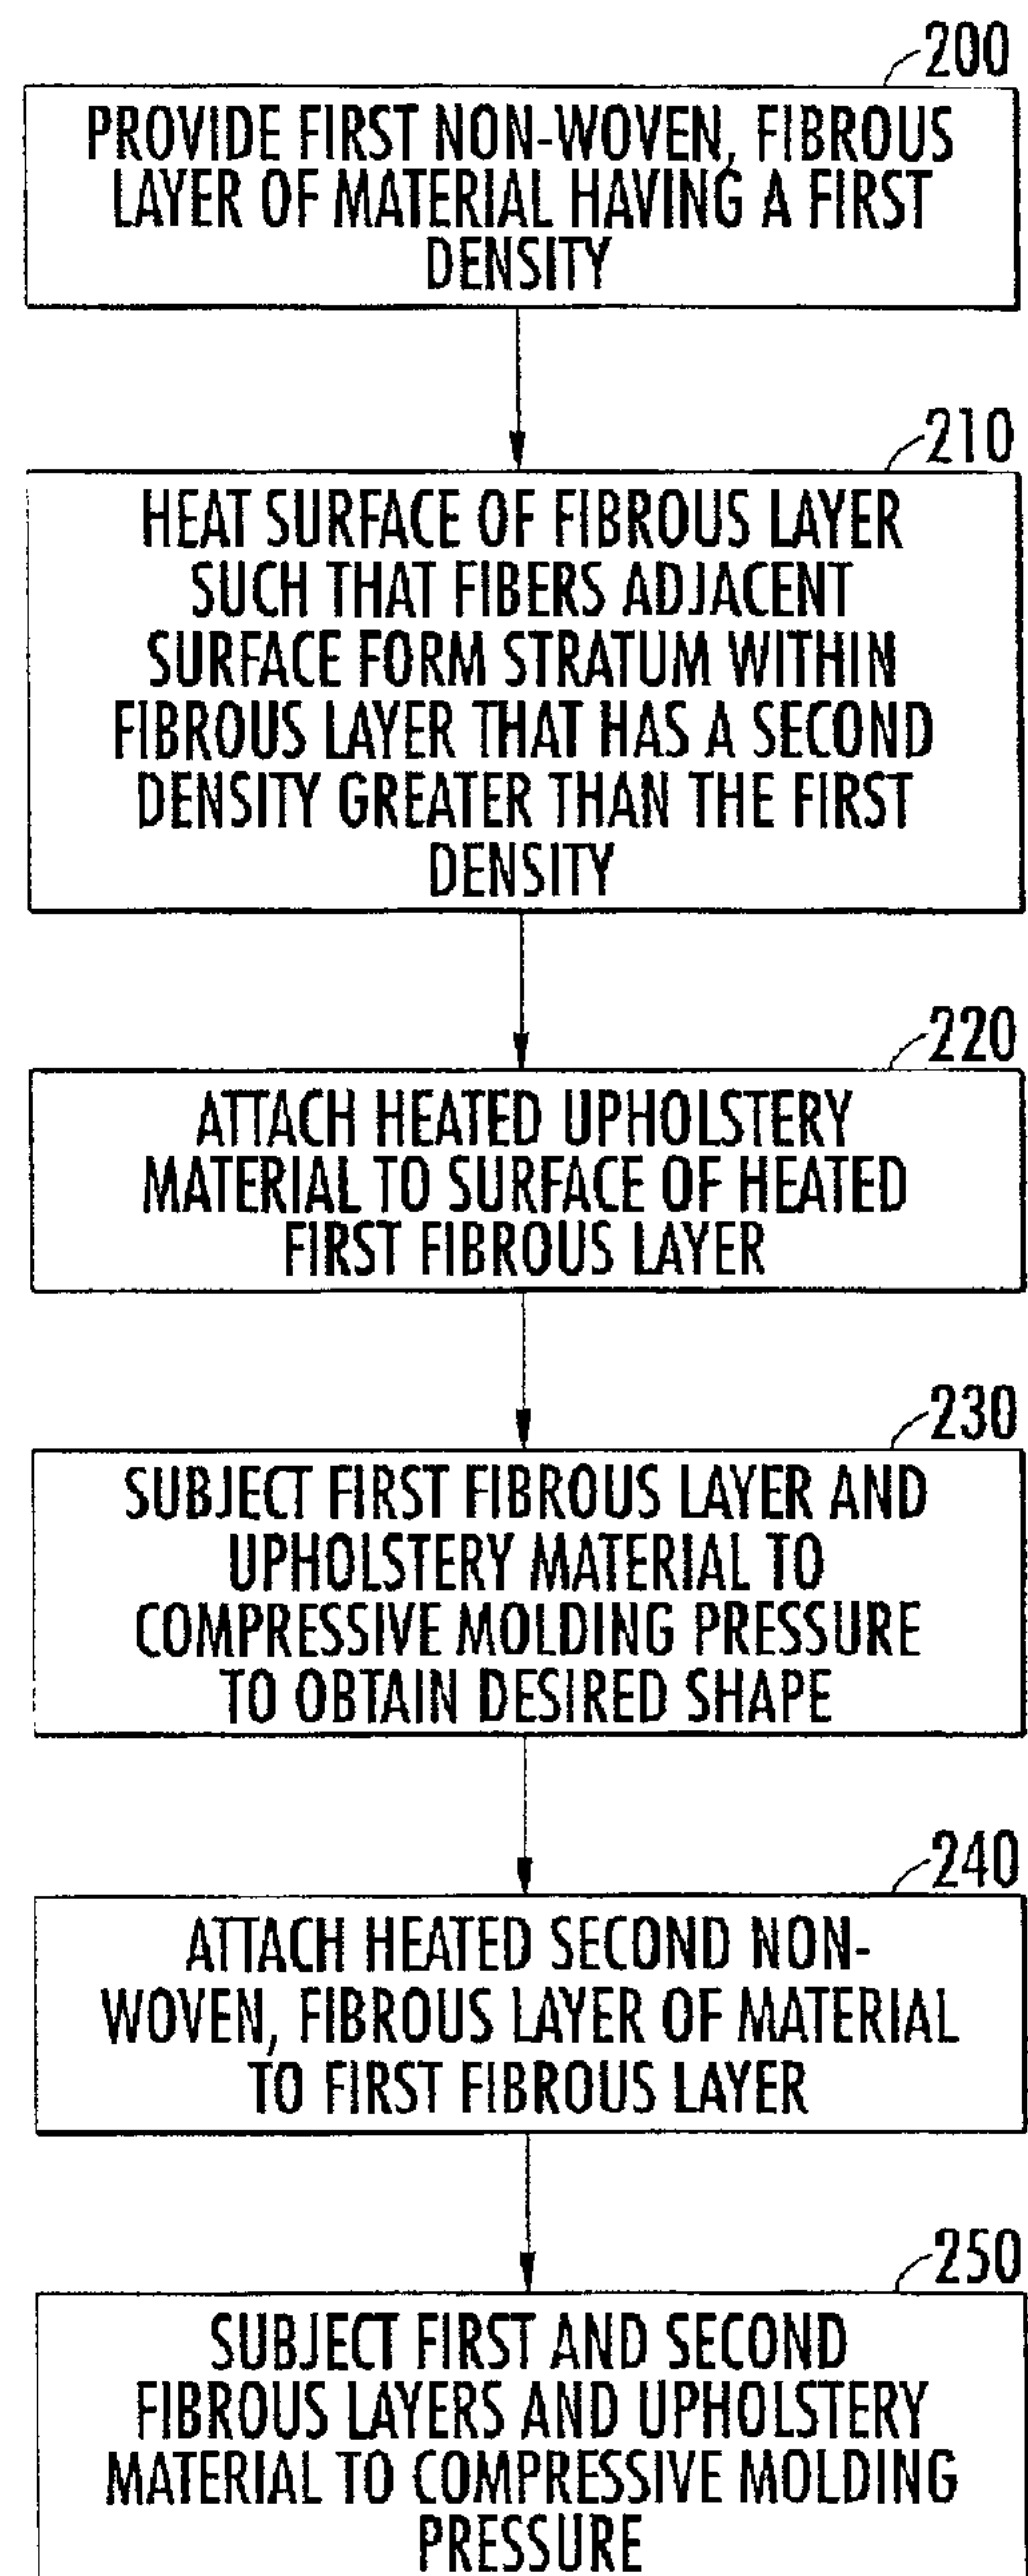 200
PROVIDE FIRST NON-WOVEN, FIBROUS
LAYER OF MATERIAL HAVING A FIRST
DENSITY
210
HEAT SURFACE OF FIBROUS LAYER
SUCH THAT FIBERS ADJACENT
SURFACE FORM STRATUM WITHIN
FIBROUS LAYER THAT HAS A SECOND
DENSITY GREATER THAN THE FIRST
DENSITY
220
ATTACH HEATED UPHOLSTERY
MATERIAL TO SURFACE OF HEATED
FIRST FIBROUS LAYER
230
SUBJECT FIRST FIBROUS LAYER AND
UPHOLSTERY MATERIAL TO
COMPRESSIVE MOLDING PRESSURE
TO OBTAIN DESIRED SHAPE
240
ATTACH HEATED SECOND NON-
WOVEN, FIBROUS LAYER OF MATERIAL
TO FIRST FIBROUS LAYER
250
SUBJECT FIRST AND SECOND
FIBROUS LAYERS AND UPHOLSTERY
MATERIAL TO COMPRESSIVE MOLDING
PRESSURE